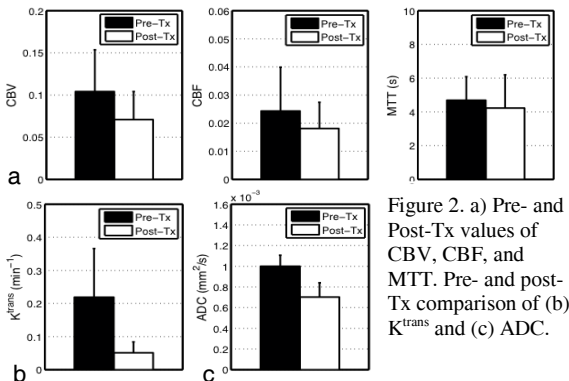 0.2
0.15
0.1
0.05
0
CBV
Pre-Tx
Post-Tx
0.06
0.05
0.04
0.03
0.02
0.01
0.00
CBF
Pre-Tx
Post-Tx
10
8
6
4
2
0
MTT (s)
Pre-Tx
Post-Tx
a
0.5
0.4
0.3
0.2
0.1
0
K^trans (min^−1)
Pre-Tx
Post-Tx
b
x 10^−3
1.6
1.4
1.2
1
0.8
0.6
0.4
0.2
0
ADC (mm^2/s)
Pre-Tx
Post-Tx
c
Figure 2. a) Pre- and
Post-Tx values of
CBV, CBF, and
MTT. Pre- and post-
Tx comparison of (b)
K^trans and (c) ADC.